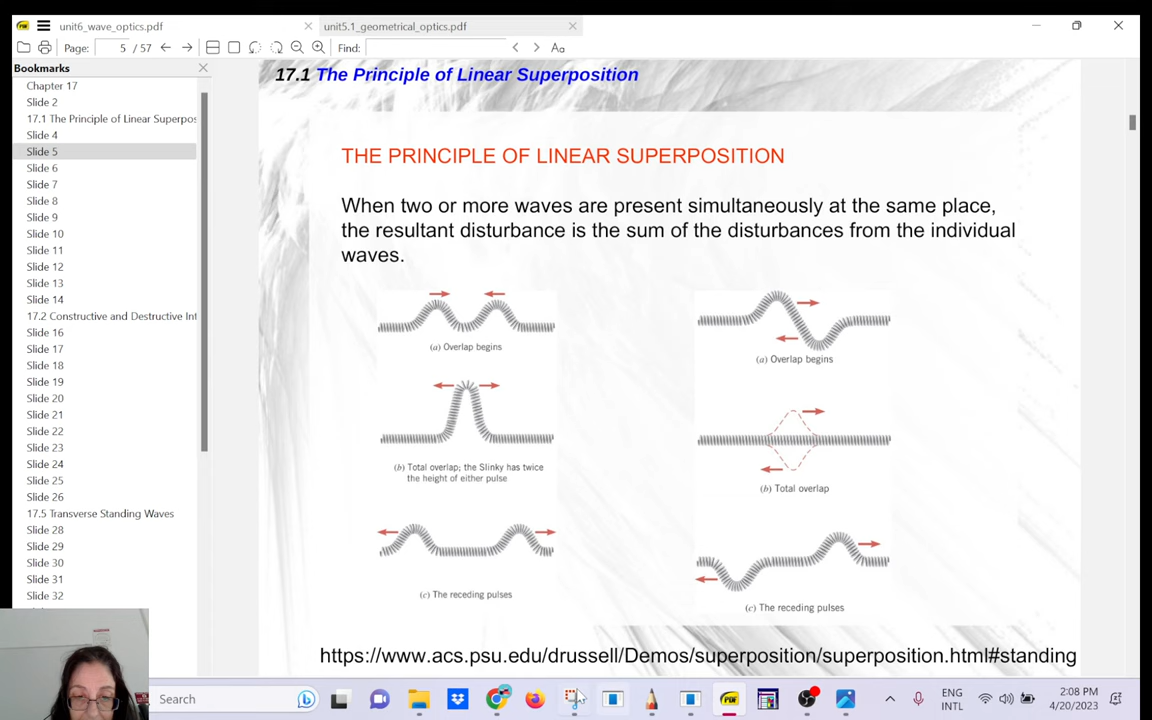 unit6_wave_optics.pdf
unit5.1_geometrical_optics.pdf
Page: 5 / 57
Find:
Aa
Bookmarks
Chapter 17
Slide 2
17.1 The Principle of Linear Superpos
Slide 4
Slide 5
Slide 6
Slide 7
Slide 8
Slide 9
Slide 10
Slide 11
Slide 12
Slide 13
Slide 14
17.2 Constructive and Destructive Int
Slide 16
Slide 17
Slide 18
Slide 19
Slide 20
Slide 21
Slide 22
Slide 23
Slide 24
Slide 25
Slide 26
17.5 Transverse Standing Waves
Slide 28
Slide 29
Slide 30
Slide 31
Slide 32
17.1 The Principle of Linear Superposition
THE PRINCIPLE OF LINEAR SUPERPOSITION
When two or more waves are present simultaneously at the same place,
the resultant disturbance is the sum of the disturbances from the individual
waves.
(a) Overlap begins
(b) Total overlap; the Slinky has twice
the height of either pulse
(c) The receding pulses
(a) Overlap begins
(b) Total overlap
(c) The receding pulses
https://www.acs.psu.edu/drussell/Demos/superposition/superposition.html#standing
Search
ENG
INTL
2:08 PM
4/20/2023